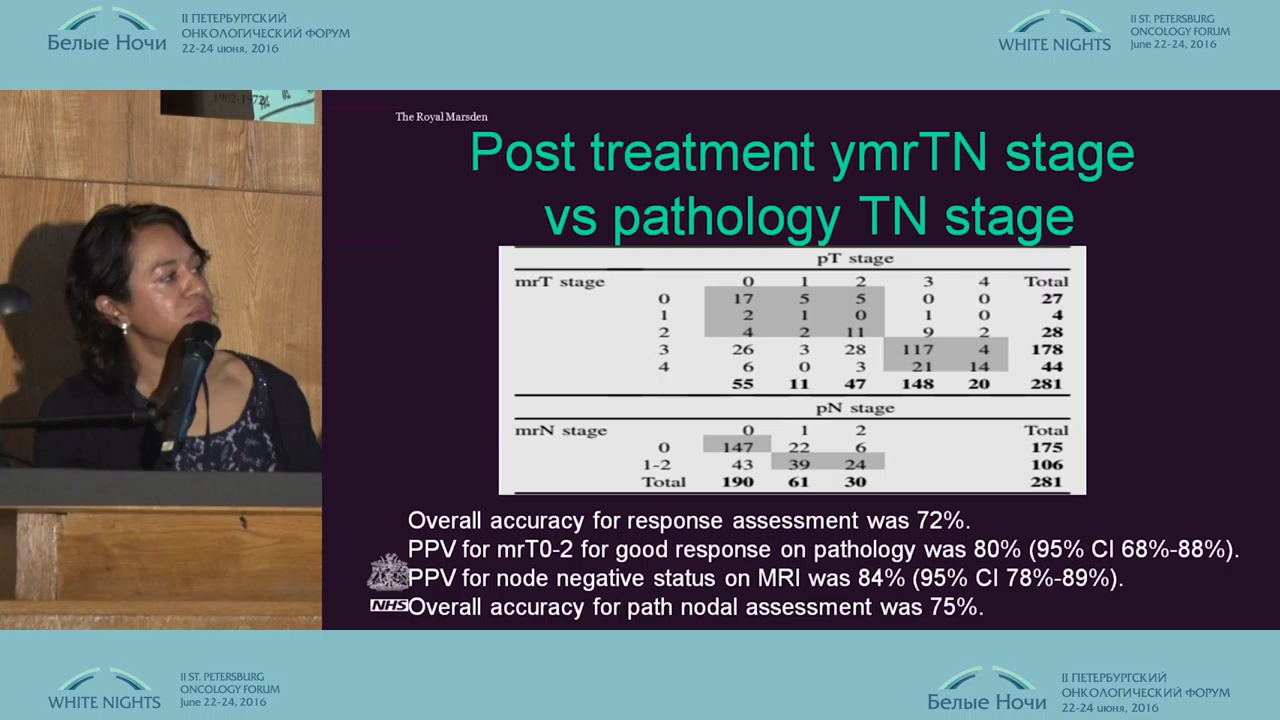 Белые Ночи
II ПЕТЕРБУРГСКИЙ
ОНКОЛОГИЧЕСКИЙ ФОРУМ
22-24 июня, 2016
WHITE NIGHTS
II ST. PETERSBURG
ONCOLOGY FORUM
June 22-24, 2016
1902-1972
The Royal Marsden
Post treatment ymrTN stage
vs pathology TN stage
pT stage
mrT stage 0 1 2 3 4 Total
0 17 5 5 0 0 27
1 2 1 0 1 0 4
2 4 2 11 9 2 28
3 26 3 28 117 4 178
4 6 0 3 21 14 44
55 11 47 148 20 281
pN stage
mrN stage 0 1 2 Total
0 147 22 6 175
1-2 43 39 24 106
Total 190 61 30 281
Overall accuracy for response assessment was 72%.
PPV for mrT0-2 for good response on pathology was 80% (95% CI 68%-88%).
PPV for node negative status on MRI was 84% (95% CI 78%-89%).
NHS
Overall accuracy for path nodal assessment was 75%.
WHITE NIGHTS
II ST. PETERSBURG
ONCOLOGY FORUM
June 22-24, 2016
Белые Ночи
II ПЕТЕРБУРГСКИЙ
ОНКОЛОГИЧЕСКИЙ ФОРУМ
22-24 июня, 2016